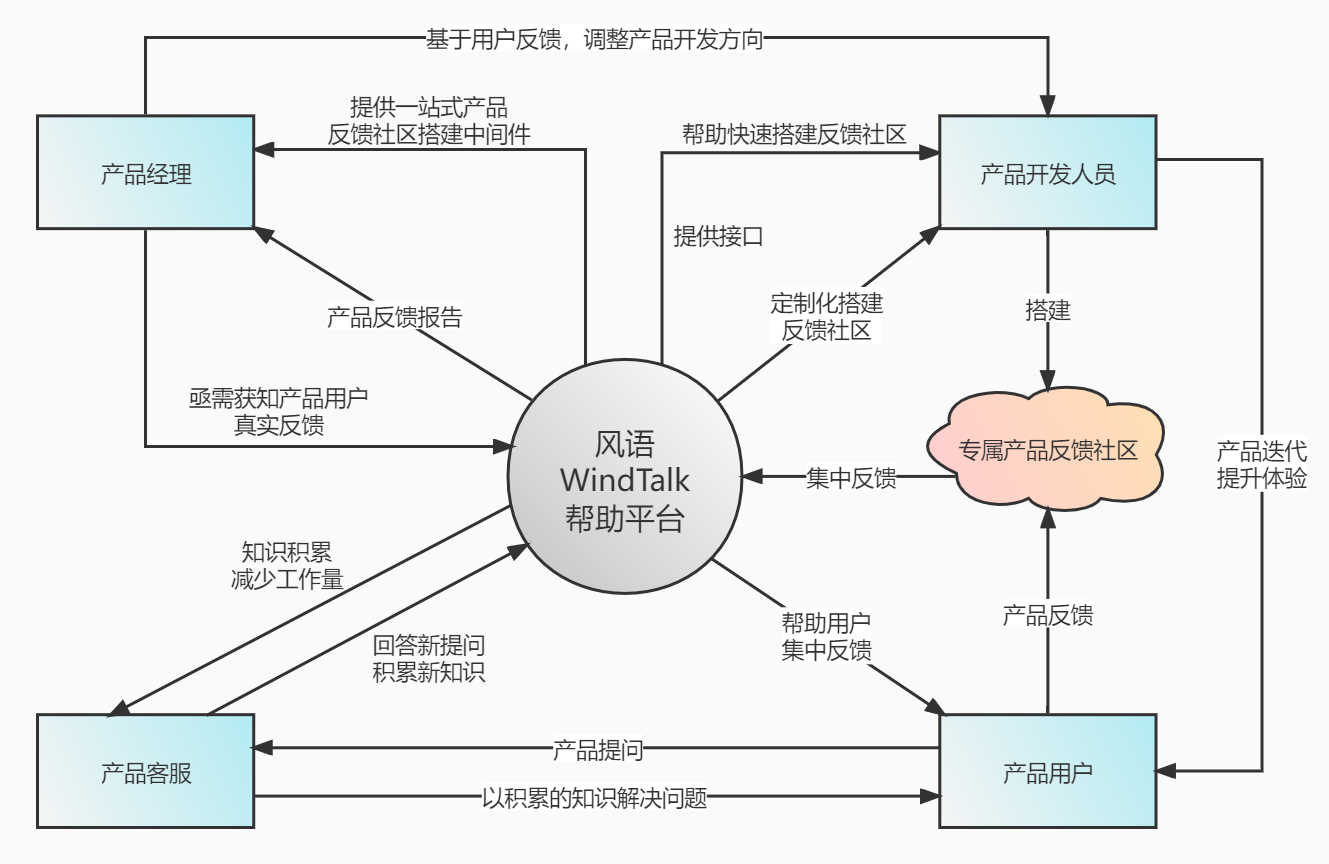 基于用户反馈，调整产品开发方向
提供一站式产品
反馈社区搭建中间件
帮助快速搭建反馈社区
产品经理
产品开发人员
提供接口
产品反馈报告
定制化搭建
反馈社区
搭建
亟需获知产品用户
真实反馈
风语
WindTalk
帮助平台
集中反馈
专属产品反馈社区
产品迭代
提升体验
知识积累
减少工作量
回答新提问
积累新知识
帮助用户
集中反馈
产品反馈
产品客服
产品提问
以积累的知识解决问题
产品用户